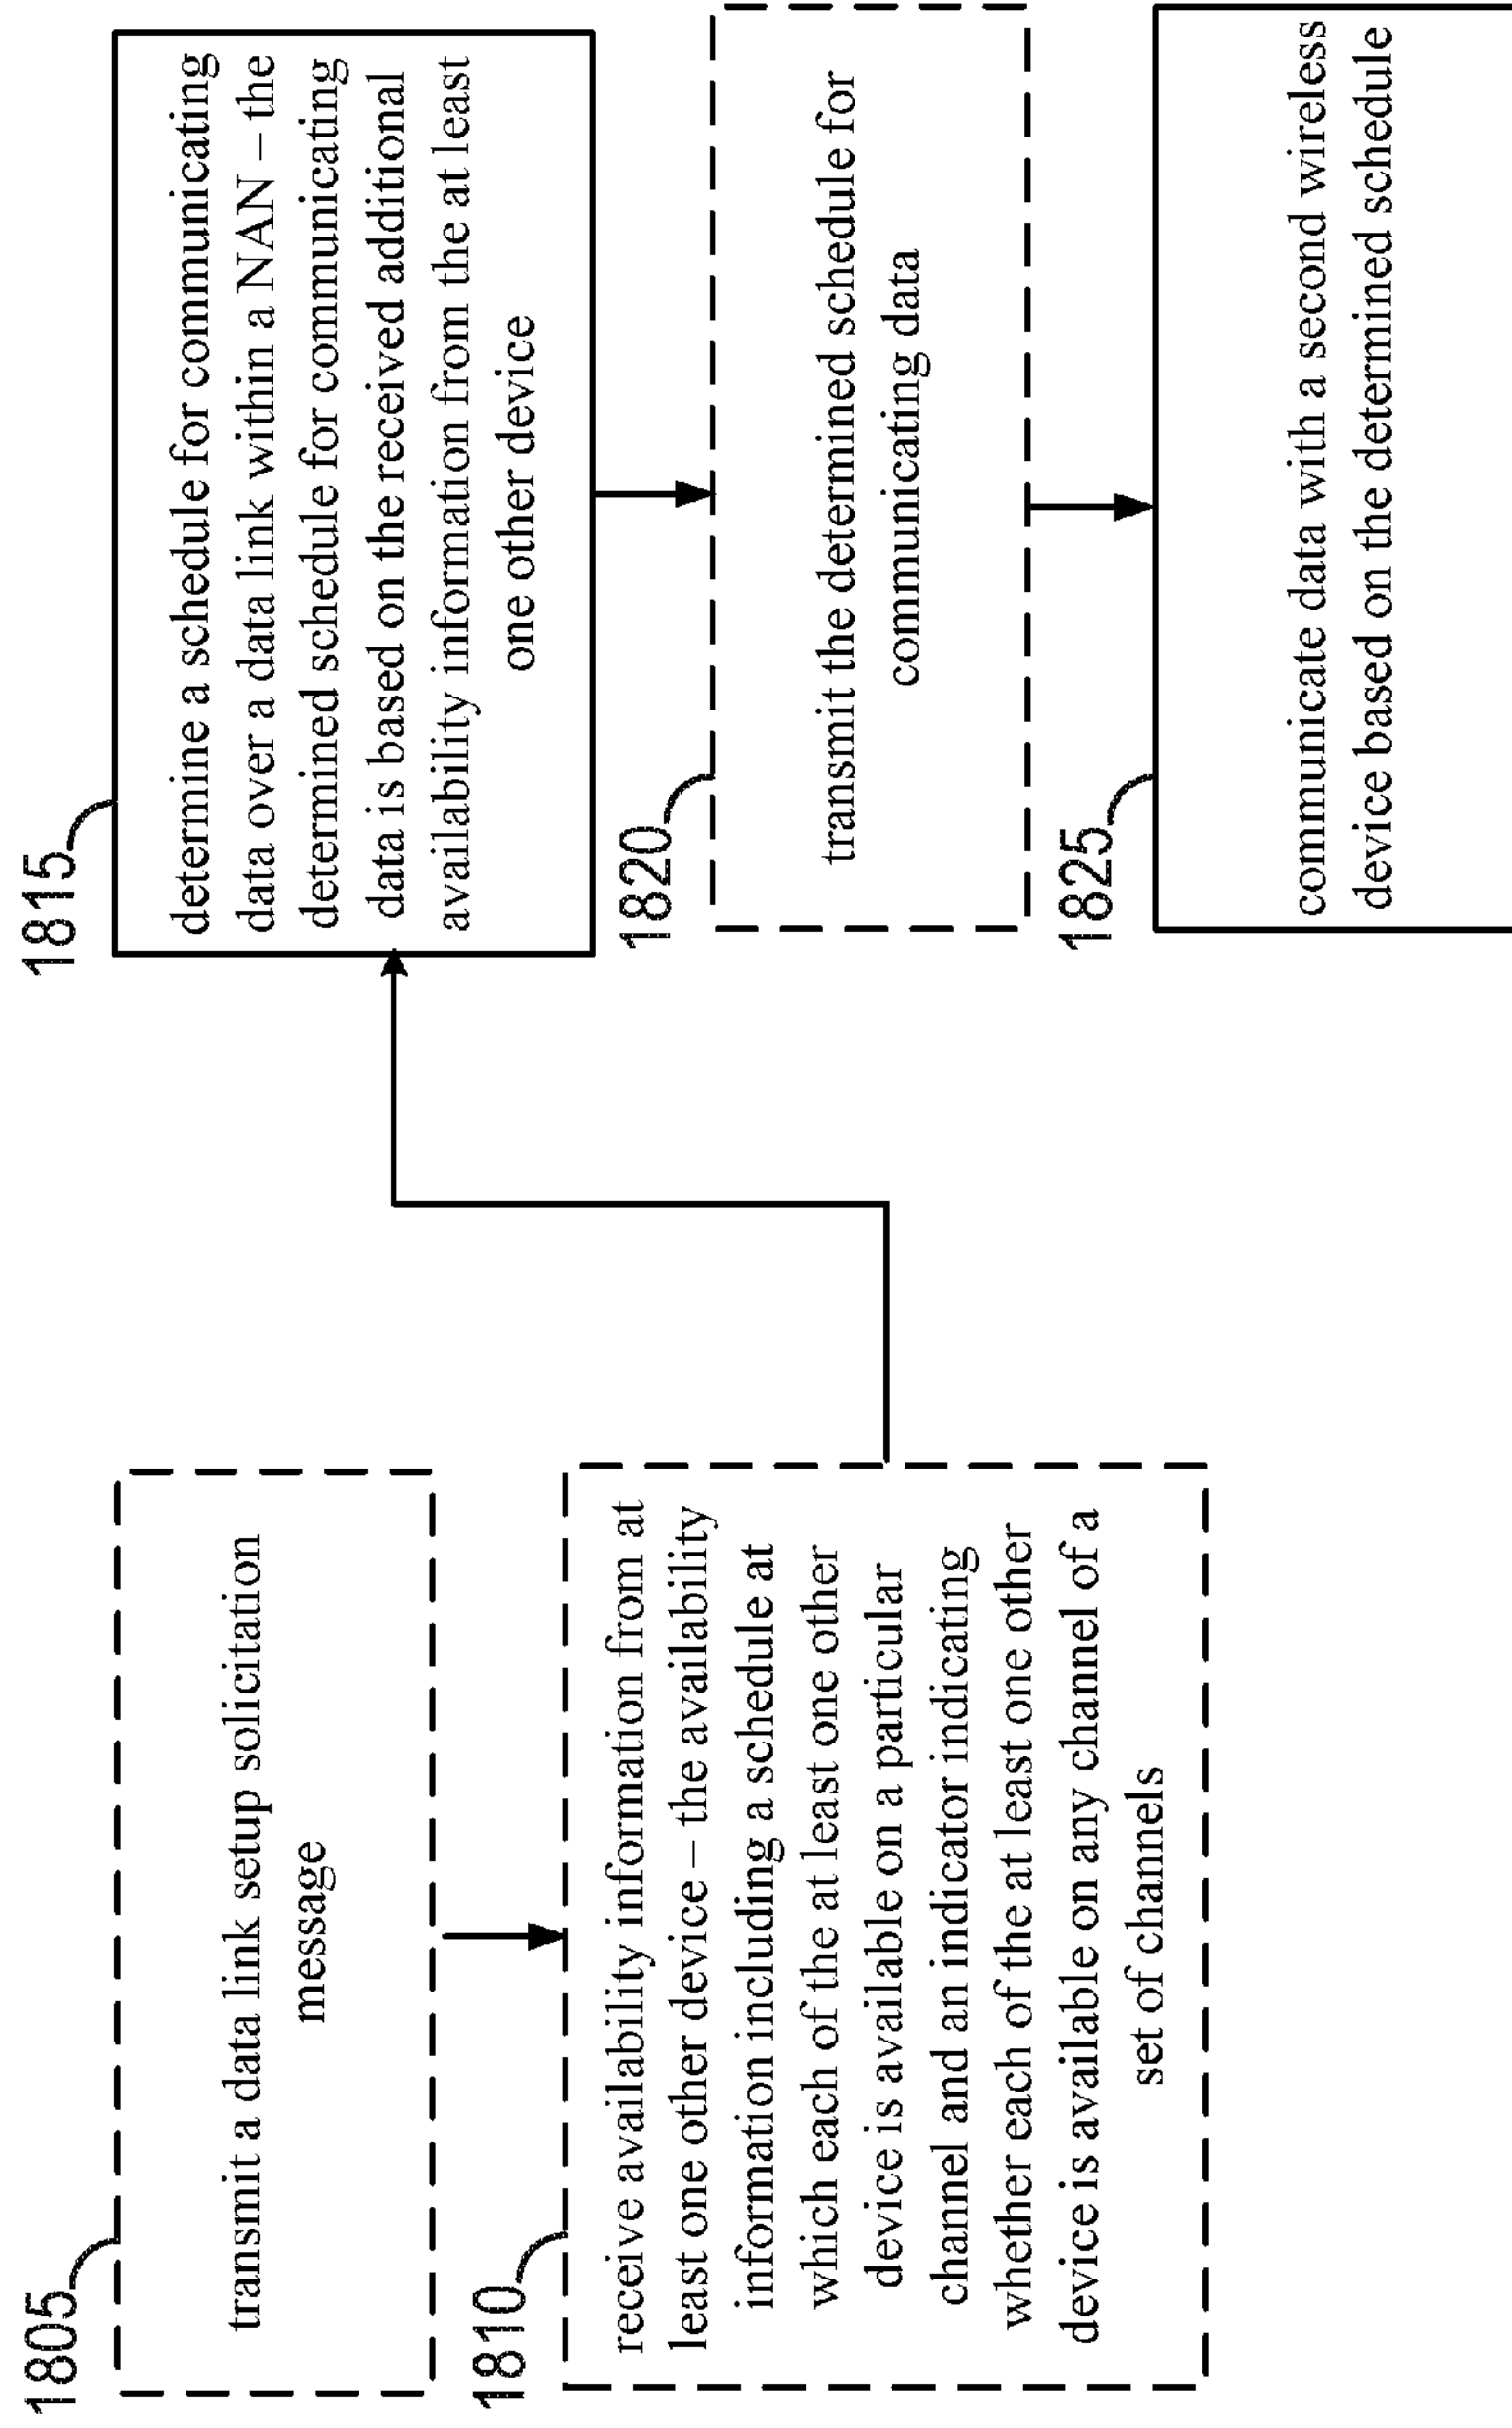 1805
transmit a data link setup solicitation
message
1810
receive availability information from at
least one other device – the availability
information including a schedule at
which each of the at least one other
device is available on a particular
channel and an indicator indicating
whether each of the at least one other
device is available on any channel of a
set of channels
1815
determine a schedule for communicating
data over a data link within a NAN – the
determined schedule for communicating
data is based on the received additional
availability information from the at least
one other device
1820
transmit the determined schedule for
communicating data
1825
communicate data with a second wireless
device based on the determined schedule